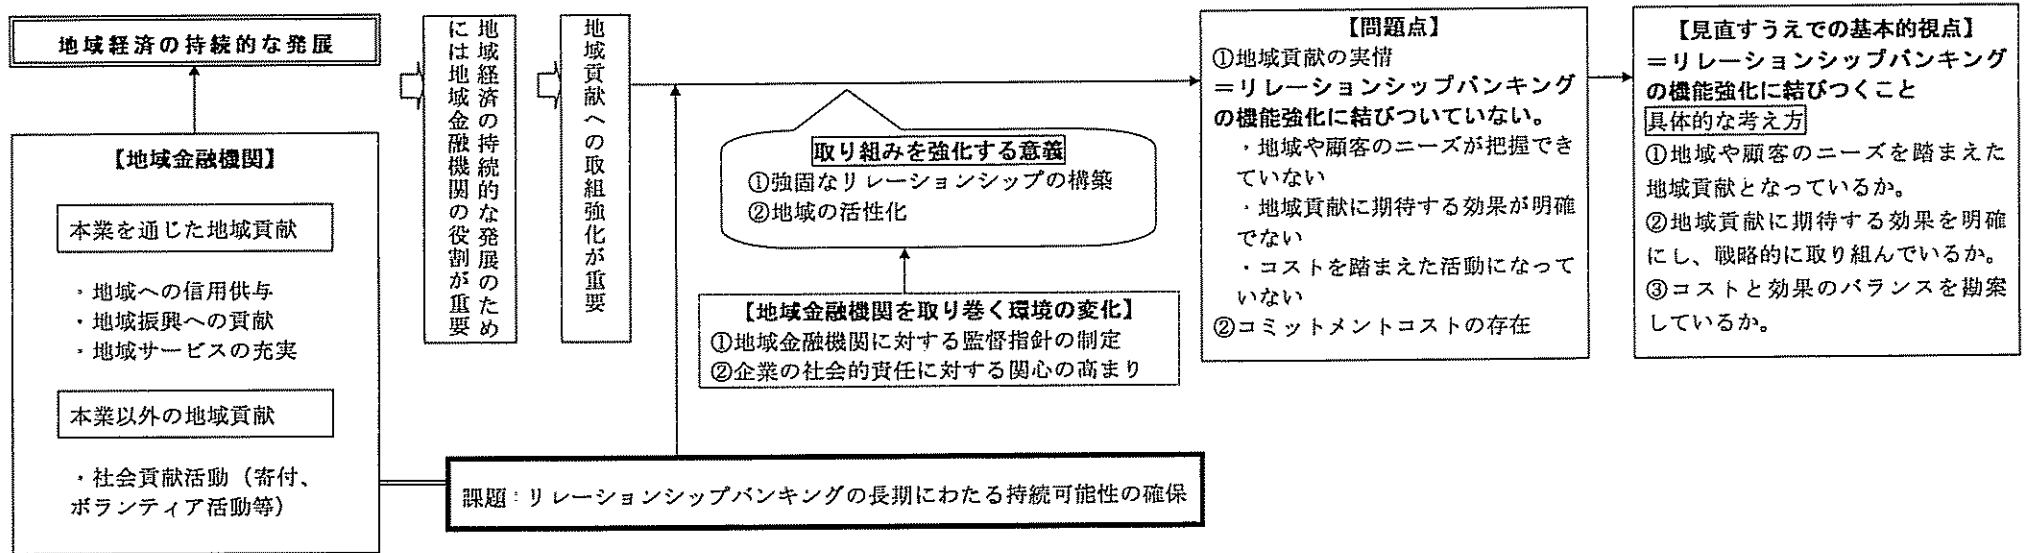 地域経済の持続的な発展
【地域金融機関】
本業を通じた地域貢献
・地域への信用供与
・地域振興への貢献
・地域サービスの充実
本業以外の地域貢献
・社会貢献活動（寄付、
ボランティア活動等）
地域経済の持続的な発展のため
には地域金融機関の役割が重要
地域貢献への取組強化が重要
取り組みを強化する意義
①強固なリレーションシップの構築
②地域の活性化
【地域金融機関を取り巻く環境の変化】
①地域金融機関に対する監督指針の制定
②企業の社会的責任に対する関心の高まり
課題：リレーションシップバンキングの長期にわたる持続可能性の確保
【問題点】
①地域貢献の実情
＝リレーションシップバンキング
の機能強化に結びついていない。
・地域や顧客のニーズが把握でき
ていない
・地域貢献に期待する効果が明確
でない
・コストを踏まえた活動になって
いない
②コミットメントコストの存在
【見直すうえでの基本的視点】
＝リレーションシップバンキング
の機能強化に結びつくこと
具体的な考え方
①地域や顧客のニーズを踏まえた
地域貢献となっているか。
②地域貢献に期待する効果を明確
にし、戦略的に取り組んでいるか。
③コストと効果のバランスを勘案
しているか。